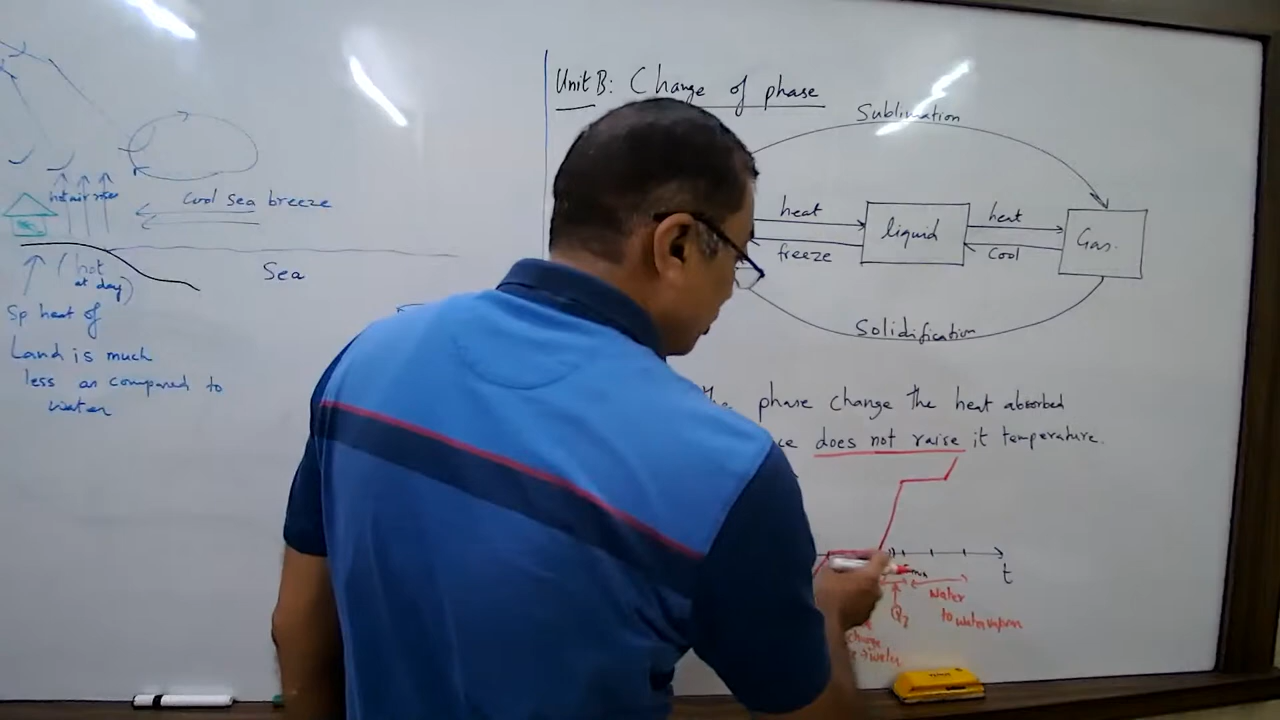 hot air rises
Cool sea breeze
(hot
at day)
Sea
Sp heat of
Land is much
less as compared to
water
Unit B: Change of phase
Sublimation
heat
freeze
liquid
heat
Cool
Gas.
Solidification
phase change the heat absorbed
does not raise it temperature.
t
Q3
water
to water vapour
change
→ water